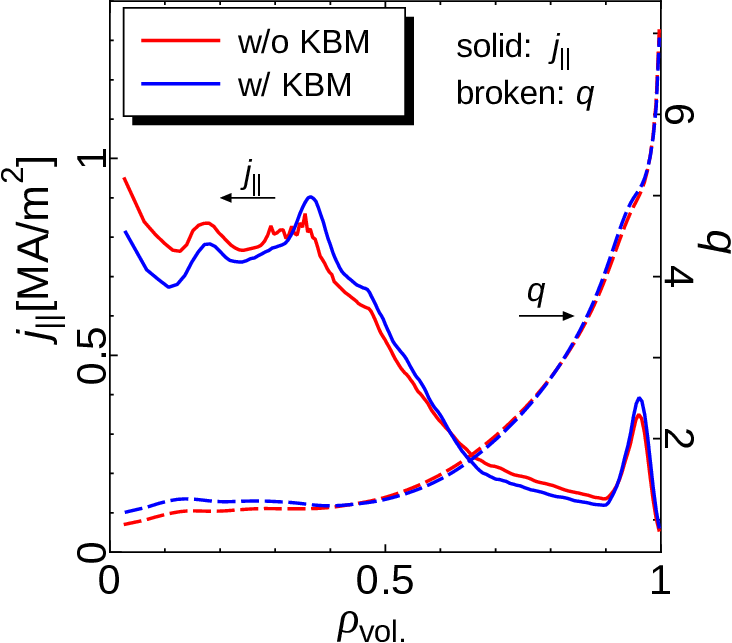 w/o KBM
w/ KBM
solid: j||
broken: q
j||
q
j||[MA/m2]
0
0.5
1
q
2
4
6
0
0.5
1
ρvol.